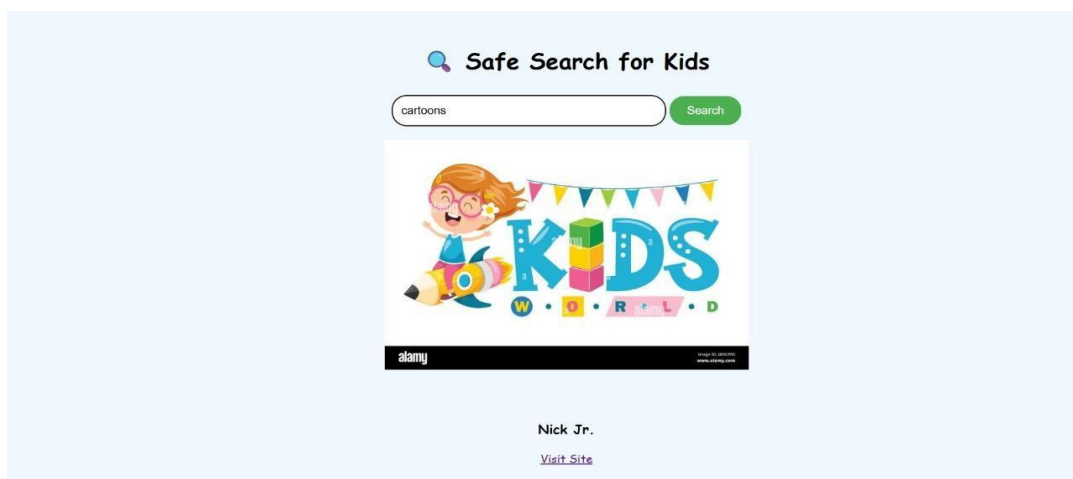 Safe Search for Kids
cartoons
Search
KIDS
W • O • R • L • D
alamy
www.alamy.com
Nick Jr.
Visit Site